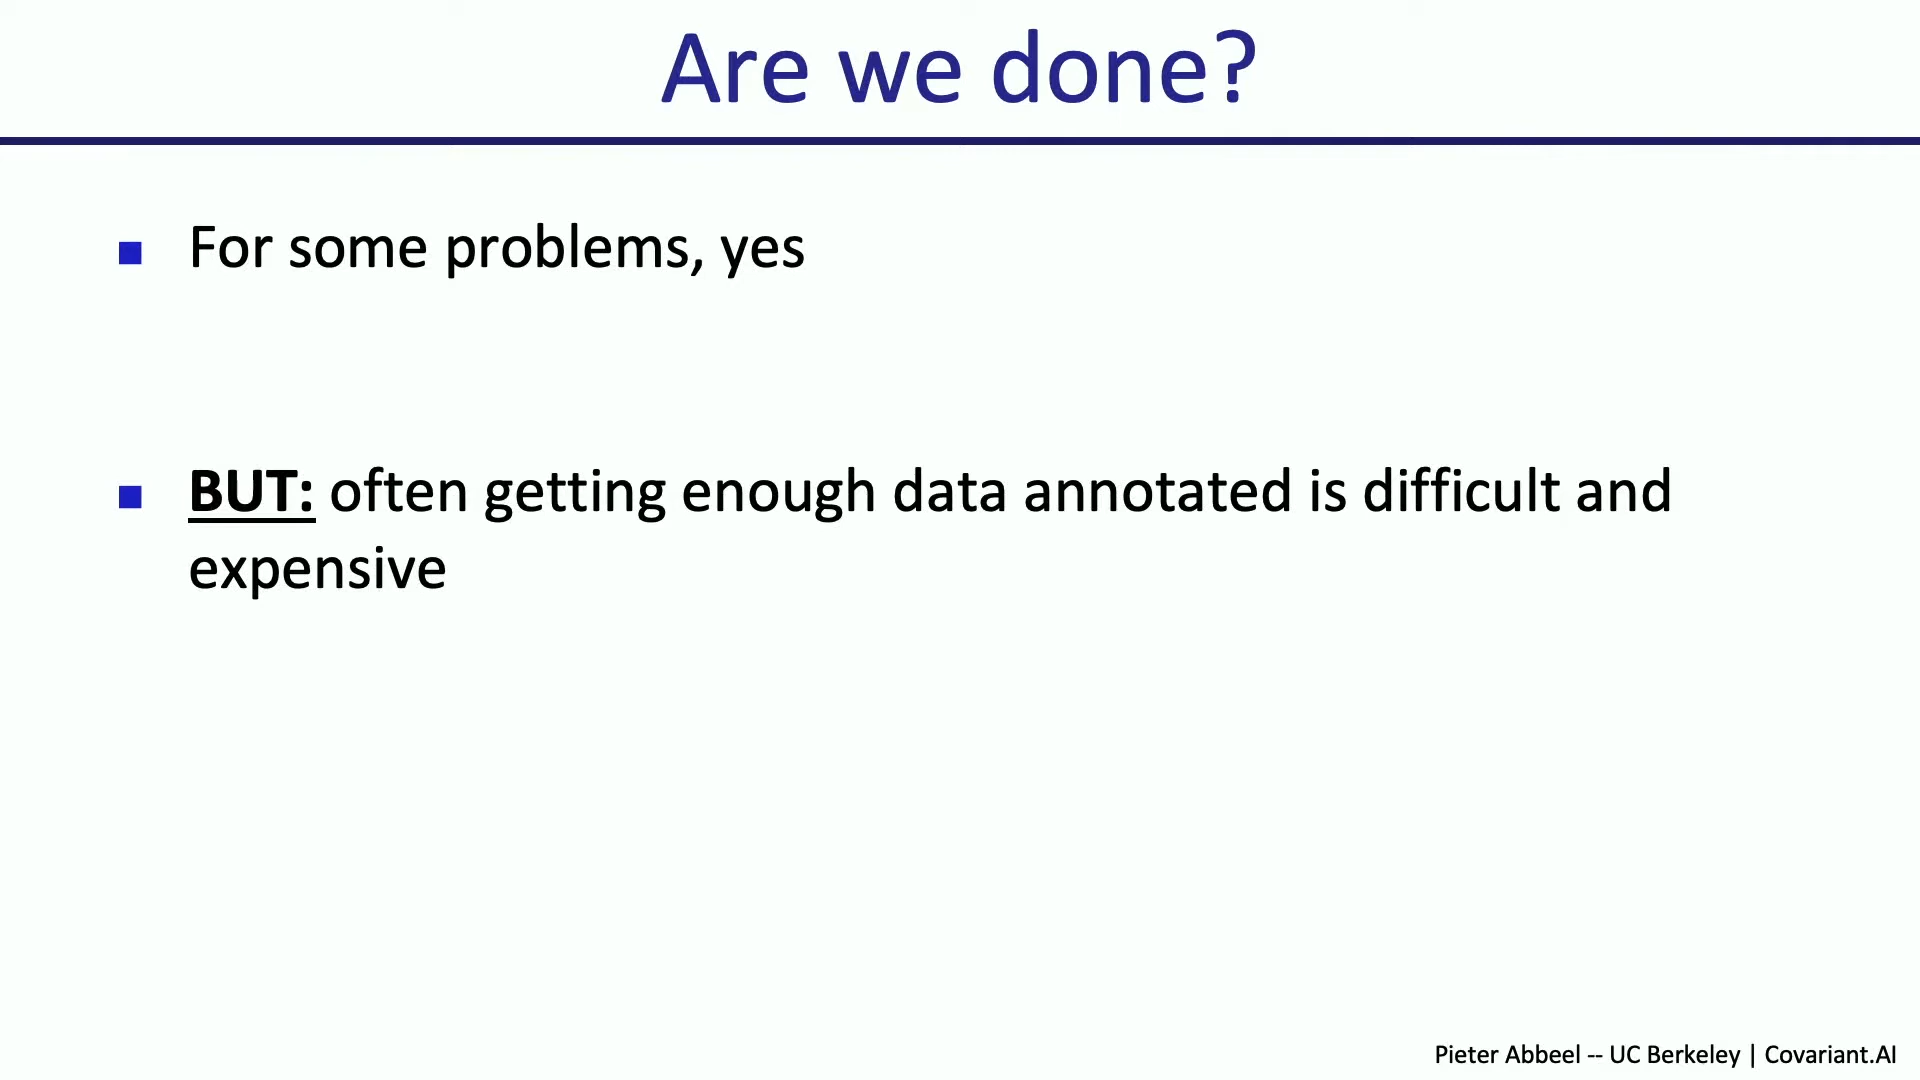 Are we done?
For some problems, yes
BUT: often getting enough data annotated is difficult and
expensive
Pieter Abbeel -- UC Berkeley | Covariant.AI